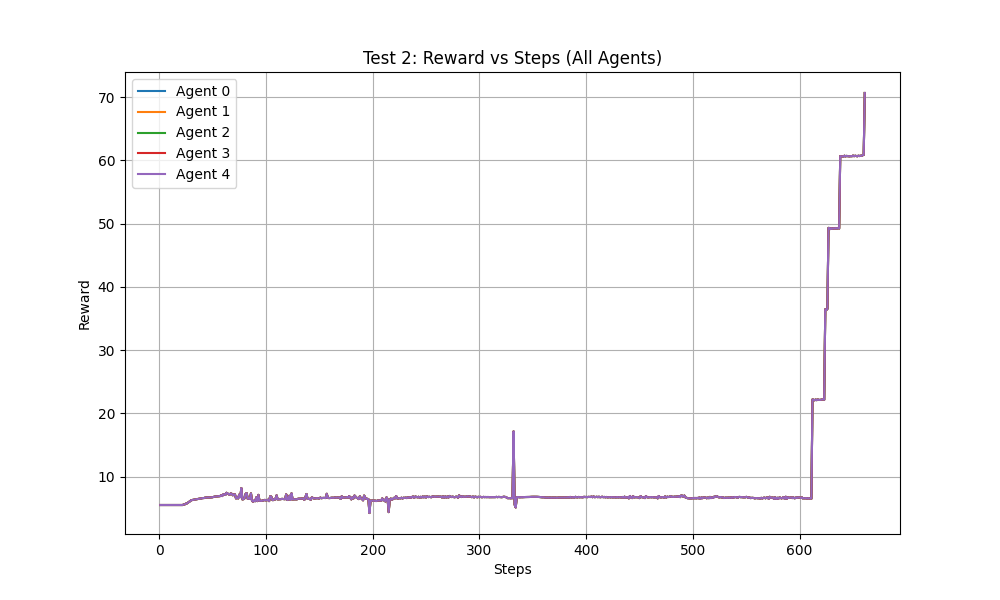 Test 2: Reward vs Steps (All Agents)
Agent 0
Agent 1
Agent 2
Agent 3
Agent 4
Reward
70
60
50
40
30
20
10
0 100 200 300 400 500 600
Steps